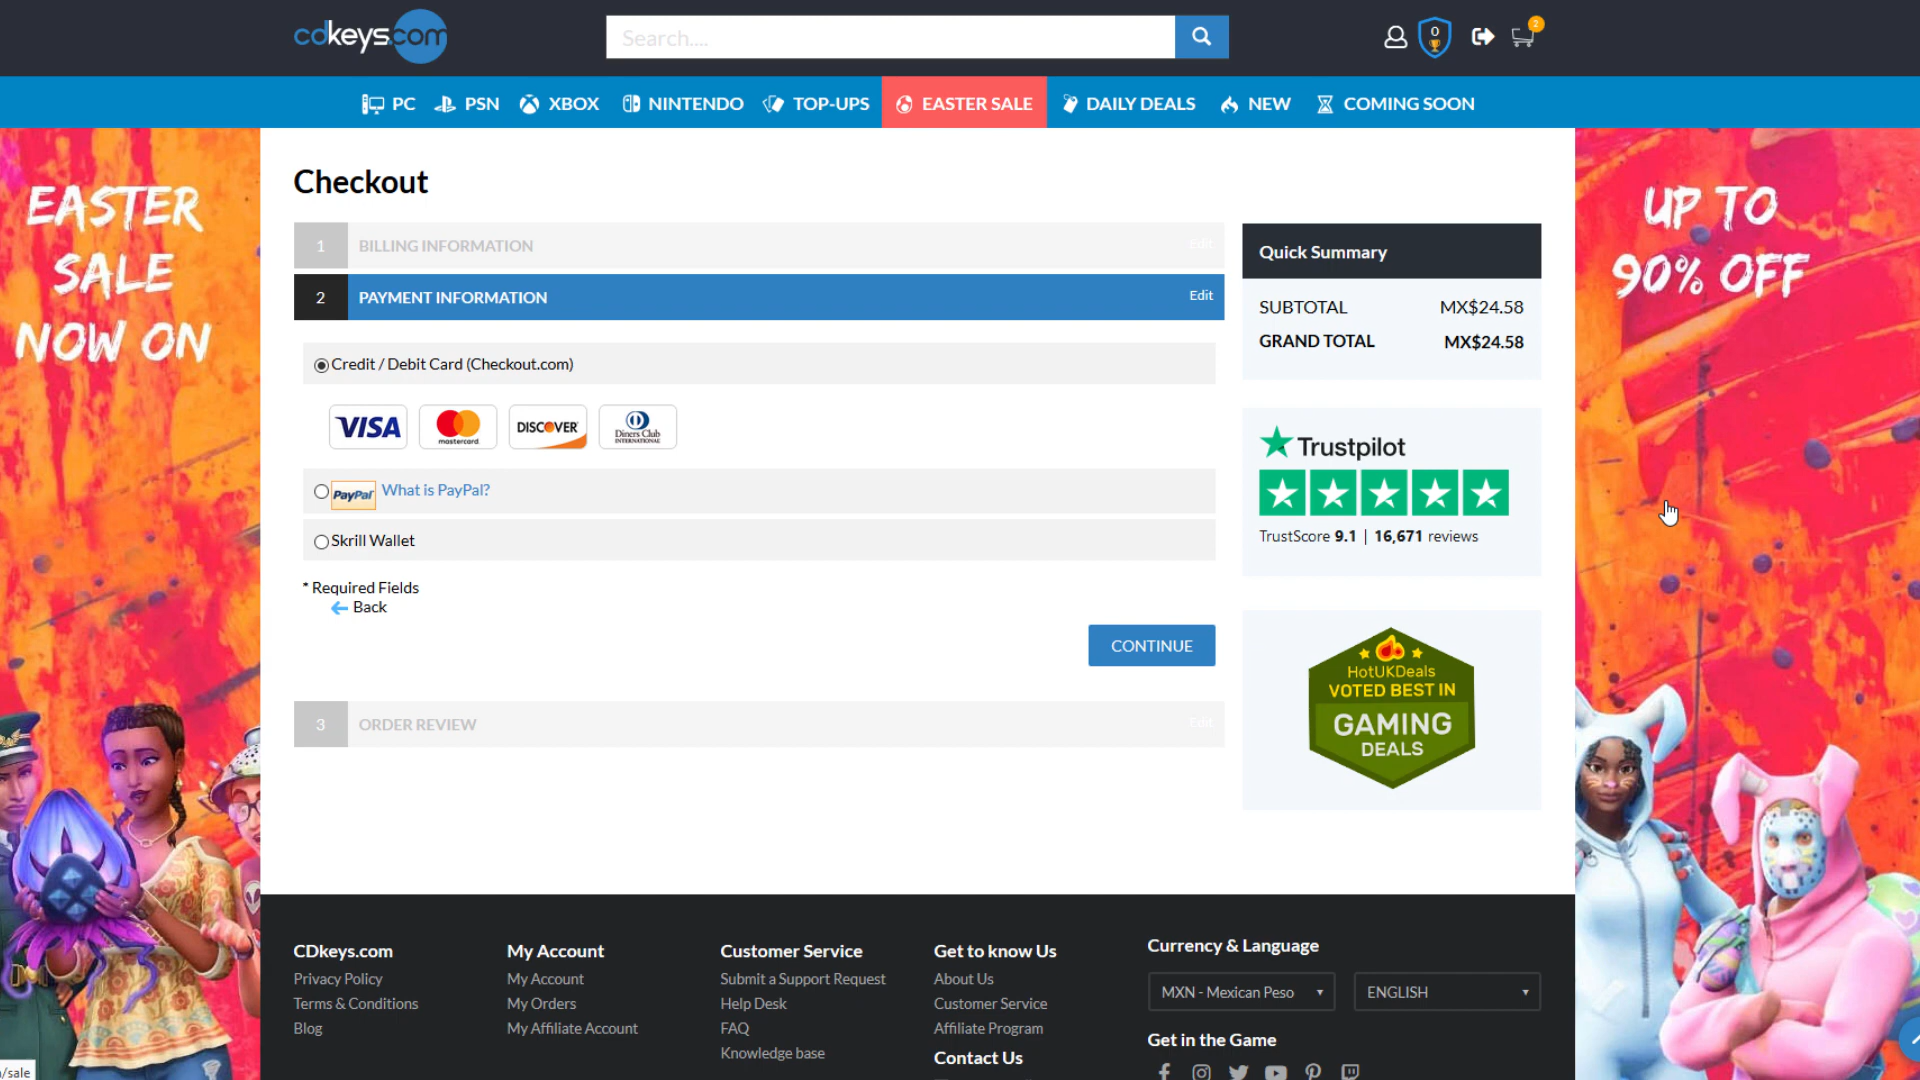 cdkeys.com
Search....
0
2
PC
PSN
XBOX
NINTENDO
TOP-UPS
EASTER SALE
DAILY DEALS
NEW
COMING SOON
EASTER
SALE
NOW ON
UP TO
90% OFF
Checkout
1 BILLING INFORMATION Edit
2 PAYMENT INFORMATION Edit
Credit / Debit Card (Checkout.com)
VISA
mastercard
DISCOVER
Diners Club
INTERNATIONAL
PayPal What is PayPal?
Skrill Wallet
* Required Fields
Back
CONTINUE
3 ORDER REVIEW Edit
Quick Summary
SUBTOTAL MX$24.58
GRAND TOTAL MX$24.58
Trustpilot
TrustScore 9.1 | 16,671 reviews
HotUKDeals
VOTED BEST IN
GAMING
DEALS
CDkeys.com
Privacy Policy
Terms & Conditions
Blog
My Account
My Account
My Orders
My Affiliate Account
Customer Service
Submit a Support Request
Help Desk
FAQ
Knowledge base
Get to know Us
About Us
Customer Service
Affiliate Program
Contact Us
Currency & Language
MXN - Mexican Peso
ENGLISH
Get in the Game
/sale